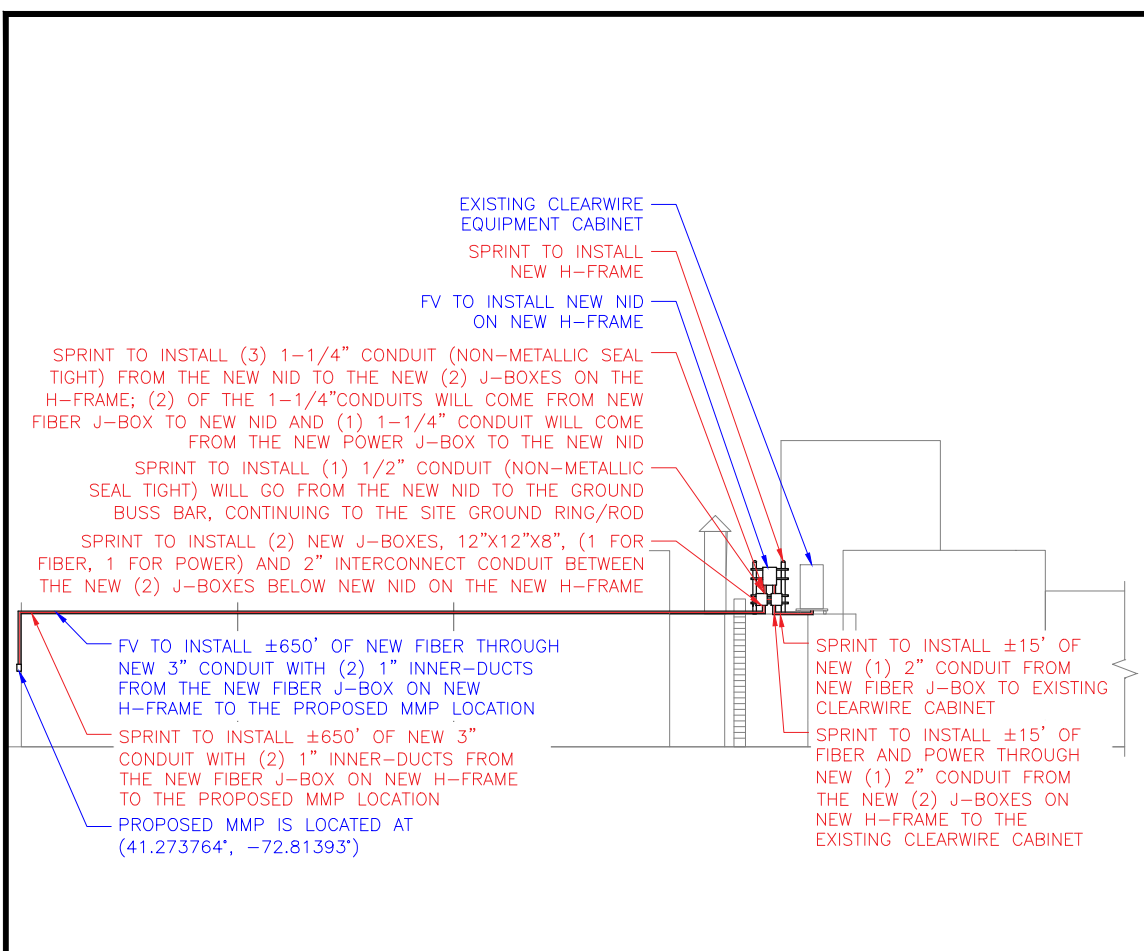 EXISTING CLEARWIRE
EQUIPMENT CABINET
SPRINT TO INSTALL
NEW H-FRAME
FV TO INSTALL NEW NID
ON NEW H-FRAME
SPRINT TO INSTALL (3) 1-1/4" CONDUIT (NON-METALLIC SEAL
TIGHT) FROM THE NEW NID TO THE NEW (2) J-BOXES ON THE
H-FRAME; (2) OF THE 1-1/4"CONDUITS WILL COME FROM NEW
FIBER J-BOX TO NEW NID AND (1) 1-1/4" CONDUIT WILL COME
FROM THE NEW POWER J-BOX TO THE NEW NID
SPRINT TO INSTALL (1) 1/2" CONDUIT (NON-METALLIC
SEAL TIGHT) WILL GO FROM THE NEW NID TO THE GROUND
BUSS BAR, CONTINUING TO THE SITE GROUND RING/ROD
SPRINT TO INSTALL (2) NEW J-BOXES, 12"X12"X8", (1 FOR
FIBER, 1 FOR POWER) AND 2" INTERCONNECT CONDUIT BETWEEN
THE NEW (2) J-BOXES BELOW NEW NID ON THE NEW H-FRAME
FV TO INSTALL ±650' OF NEW FIBER THROUGH
NEW 3" CONDUIT WITH (2) 1" INNER-DUCTS
FROM THE NEW FIBER J-BOX ON NEW
H-FRAME TO THE PROPOSED MMP LOCATION
SPRINT TO INSTALL ±650' OF NEW 3"
CONDUIT WITH (2) 1" INNER-DUCTS FROM
THE NEW FIBER J-BOX ON NEW H-FRAME
TO THE PROPOSED MMP LOCATION
PROPOSED MMP IS LOCATED AT
(41.273764°, -72.81393°)
SPRINT TO INSTALL ±15' OF
NEW (1) 2" CONDUIT FROM
NEW FIBER J-BOX TO EXISTING
CLEARWIRE CABINET
SPRINT TO INSTALL ±15' OF
FIBER AND POWER THROUGH
NEW (1) 2" CONDUIT FROM
THE NEW (2) J-BOXES ON
NEW H-FRAME TO THE
EXISTING CLEARWIRE CABINET